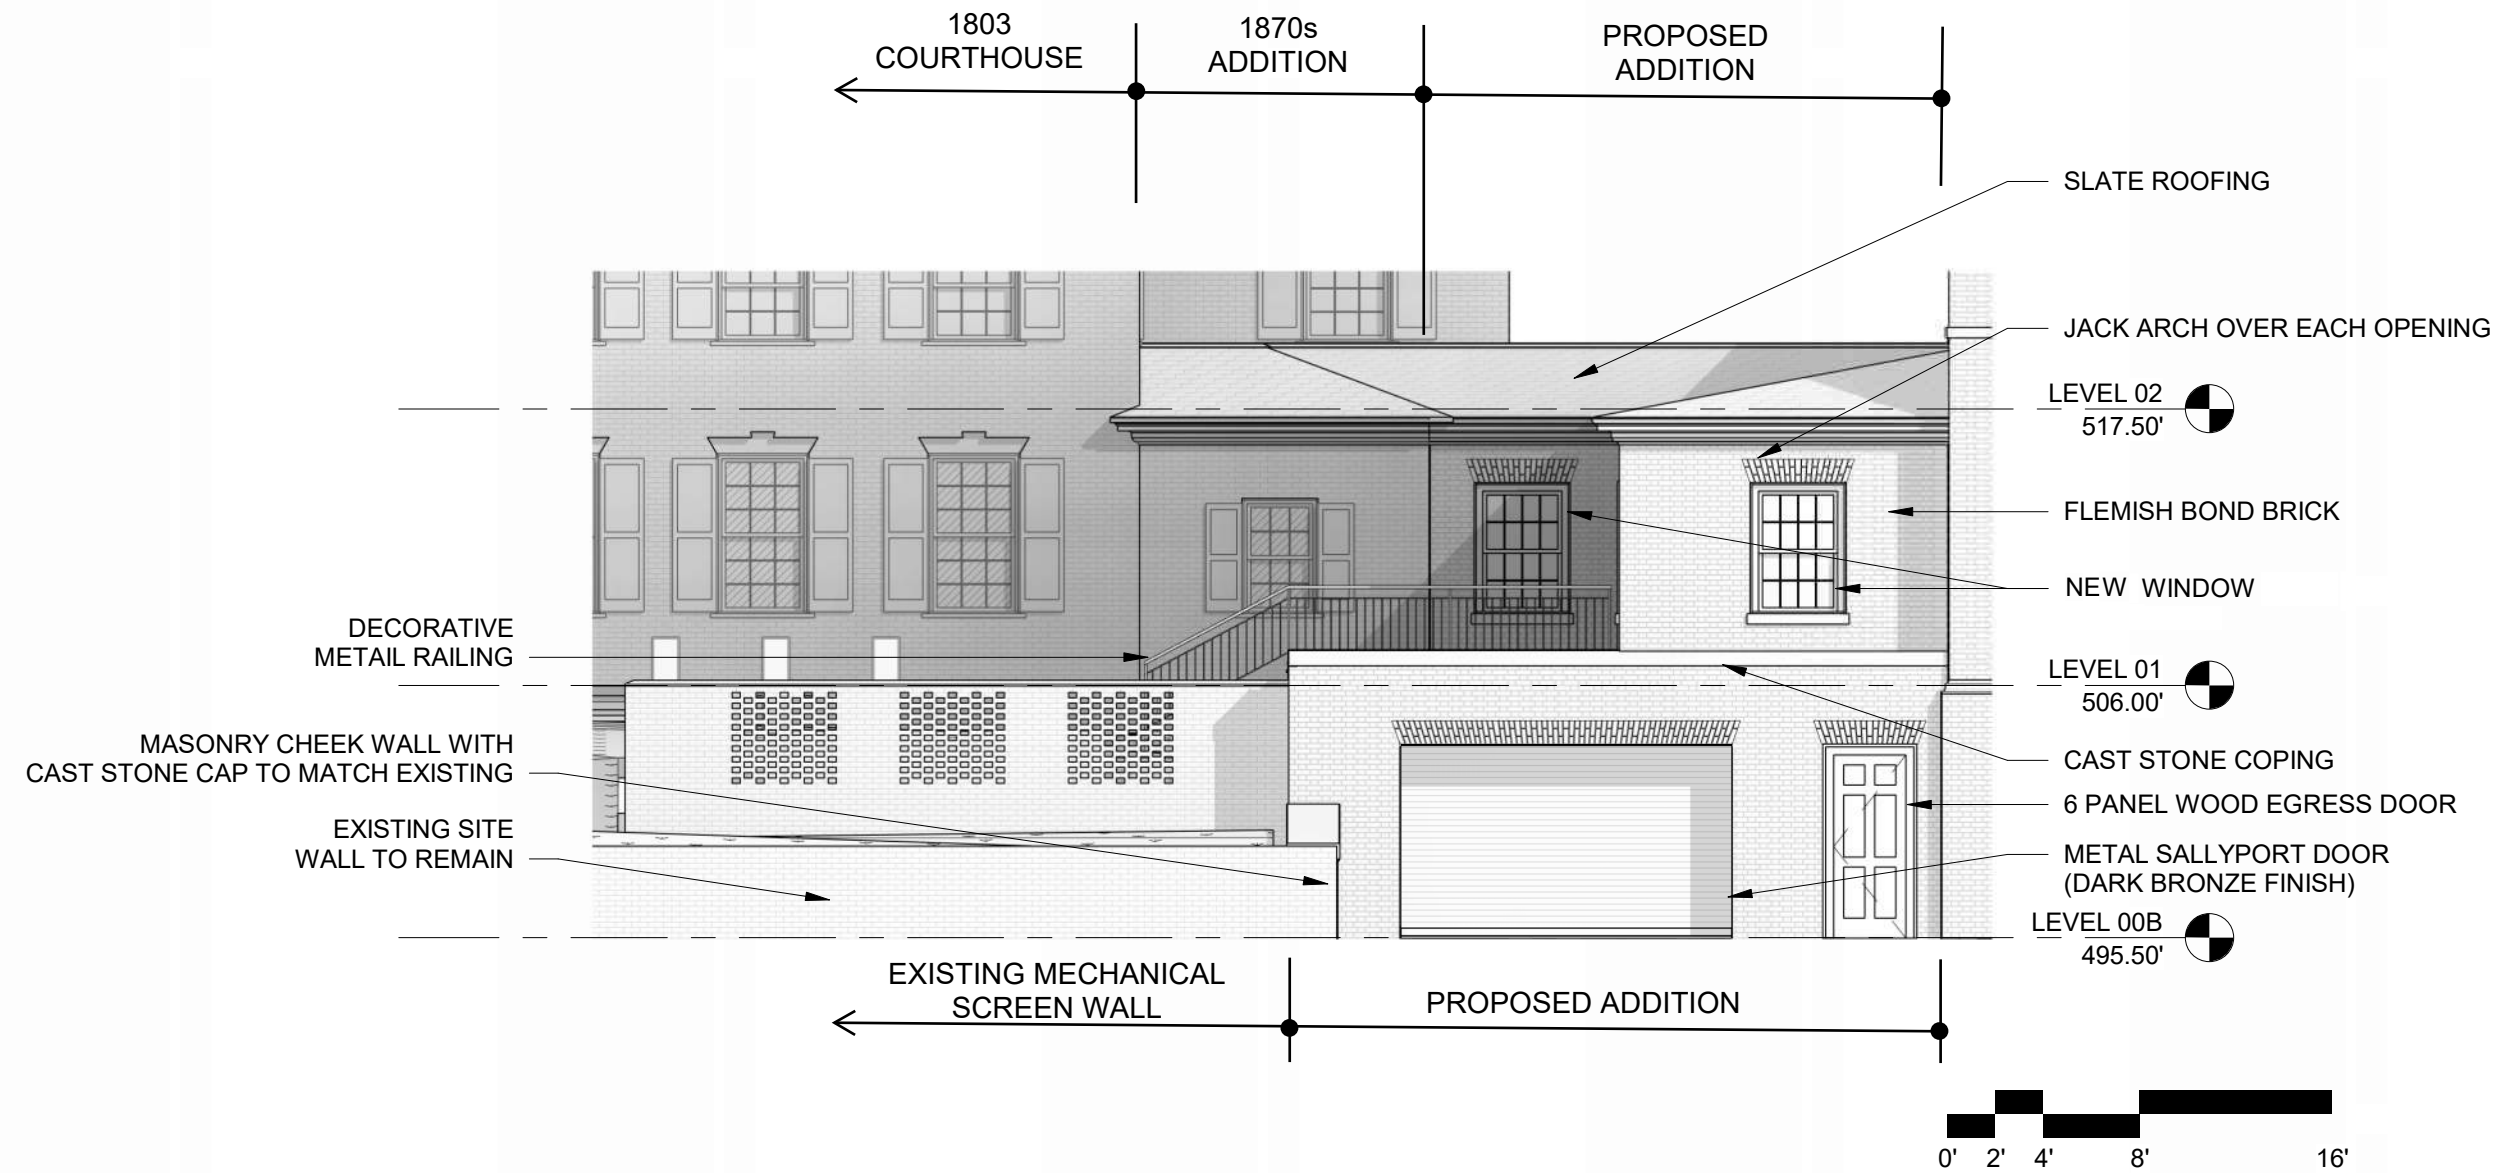 1803
COURTHOUSE
1870s
ADDITION
PROPOSED
ADDITION
SLATE ROOFING
JACK ARCH OVER EACH OPENING
LEVEL 02
517.50'
FLEMISH BOND BRICK
NEW WINDOW
DECORATIVE
METAIL RAILING
LEVEL 01
506.00'
MASONRY CHEEK WALL WITH
CAST STONE CAP TO MATCH EXISTING
CAST STONE COPING
6 PANEL WOOD EGRESS DOOR
EXISTING SITE
WALL TO REMAIN
METAL SALLYPORT DOOR
(DARK BRONZE FINISH)
LEVEL 00B
495.50'
EXISTING MECHANICAL
SCREEN WALL
PROPOSED ADDITION
0' 2' 4' 8' 16'